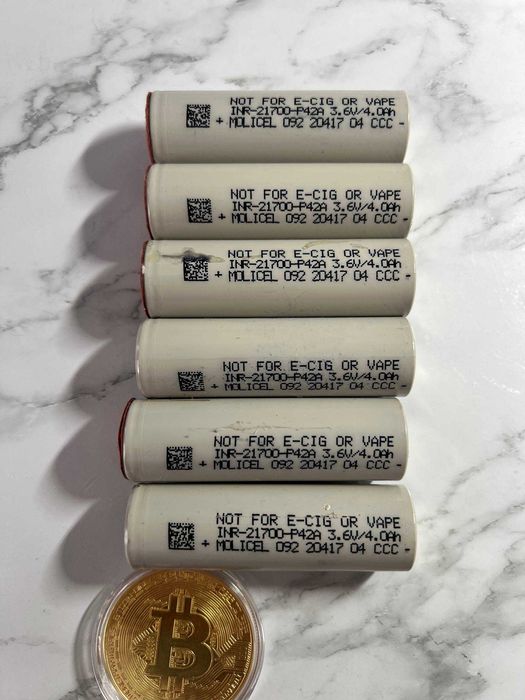 NOT FOR E-CIG OR VAPE
INR-21700-P42A 3.6V/4.0Ah
+ MOLICEL 092 20417 04 CCC -
NOT FOR E-CIG OR VAPE
INR-21700-P42A 3.6V/4.0Ah
+ MOLICEL 092 20417 04 CCC -
NOT FOR E-CIG OR VAPE
INR-21700-P42A 3.6V/4.0Ah
+ MOLICEL 092 20417 04 CCC -
NOT FOR E-CIG OR VAPE
INR-21700-P42A 3.6V/4.0Ah
+ MOLICEL 092 20417 04 CCC -
NOT FOR E-CIG OR VAPE
INR-21700-P42A 3.6V/4.0Ah
+ MOLICEL 092 20417 04 CCC -
NOT FOR E-CIG OR VAPE
INR-21700-P42A 3.6V/4.0Ah
+ MOLICEL 092 20417 04 CCC -